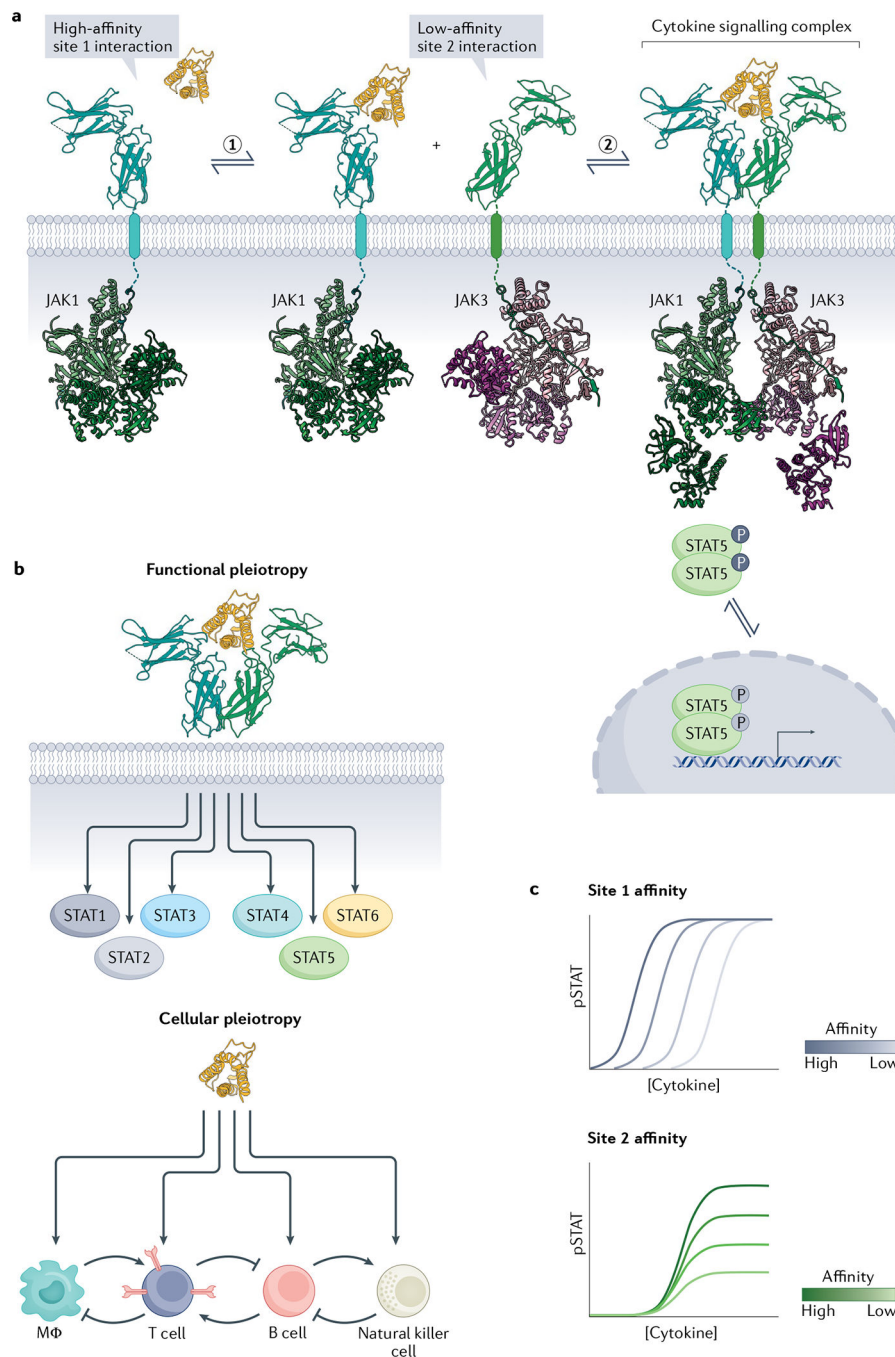 a
High-affinity
site 1 interaction
Low-affinity
site 2 interaction
Cytokine signalling complex
1
+
2
JAK1
JAK1
JAK3
JAK1
JAK3
STAT5
P
STAT5
P
STAT5
P
STAT5
P
b
Functional pleiotropy
STAT1
STAT2
STAT3
STAT4
STAT5
STAT6
Cellular pleiotropy
MΦ
T cell
B cell
Natural killer
cell
c
Site 1 affinity
pSTAT
[Cytokine]
Affinity
High
Low
Site 2 affinity
pSTAT
[Cytokine]
Affinity
High
Low